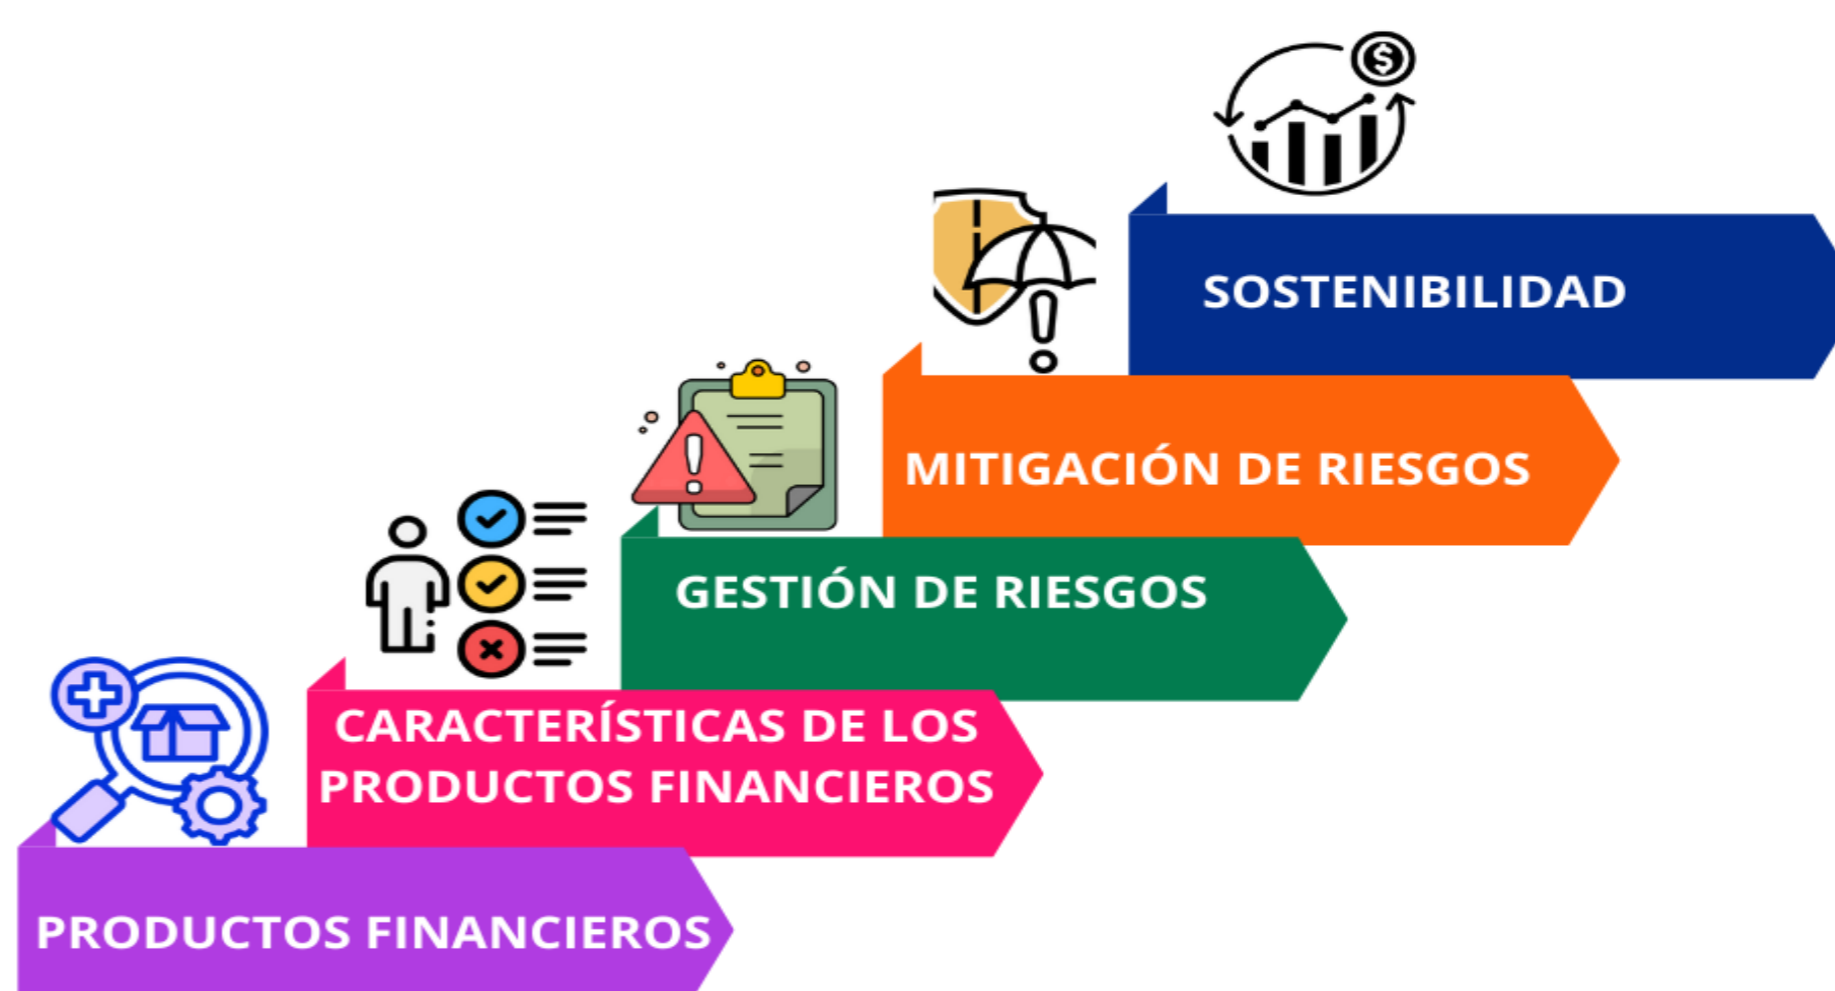 SOSTENIBILIDAD
MITIGACIÓN DE RIESGOS
GESTIÓN DE RIESGOS
CARACTERÍSTICAS DE LOS
PRODUCTOS FINANCIEROS
PRODUCTOS FINANCIEROS